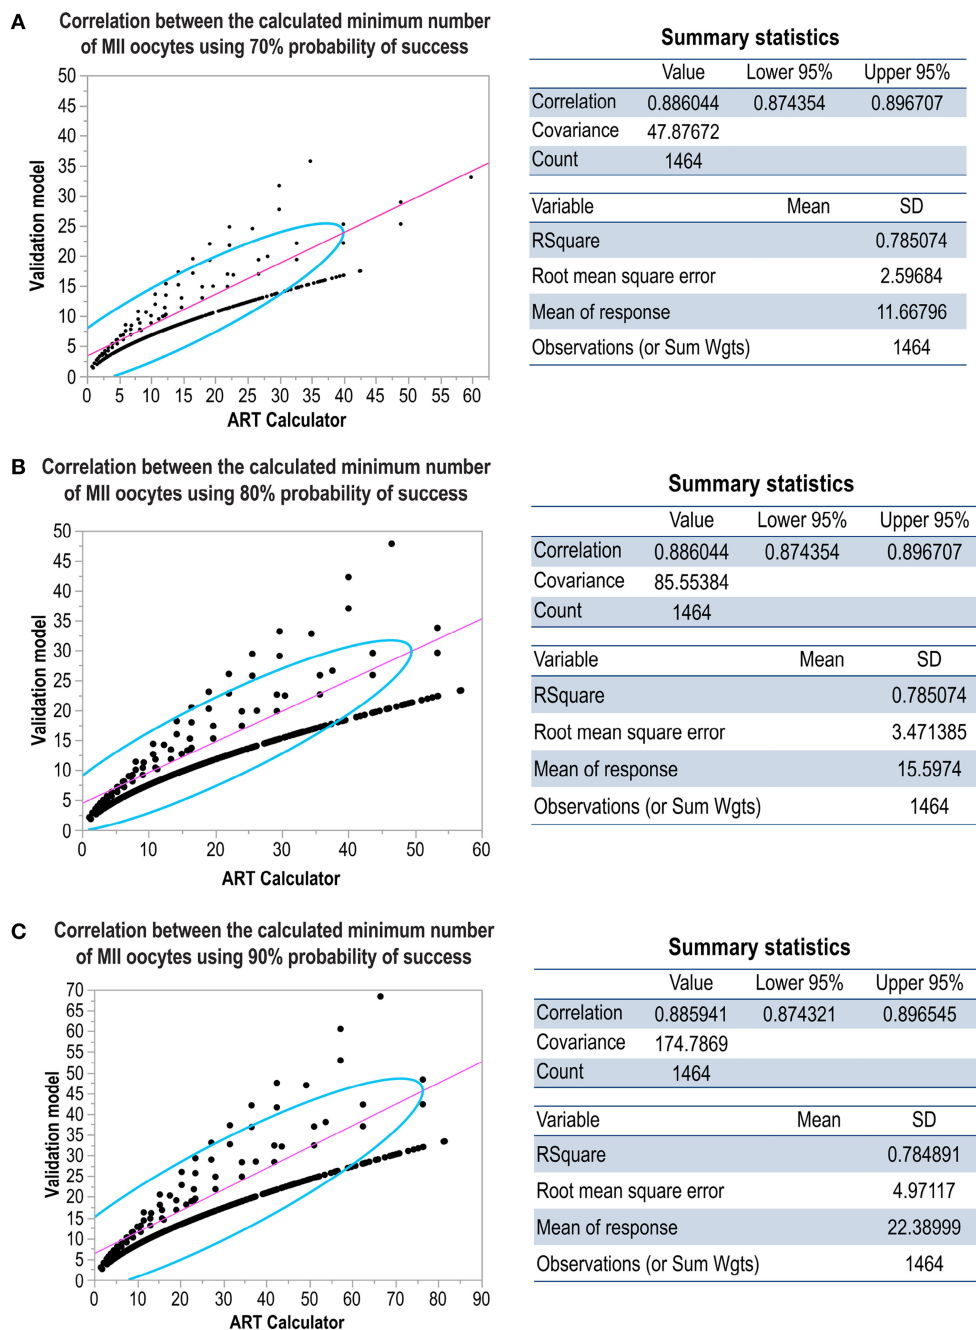 A
Correlation between the calculated minimum number
of MII oocytes using 70% probability of success
50
45
40
35
30
25
20
15
10
5
0
Validation model
0 5 10 15 20 25 30 35 40 45 50 55 60
ART Calculator
Summary statistics
Value Lower 95% Upper 95%
Correlation 0.886044 0.874354 0.896707
Covariance 47.87672
Count 1464
Variable Mean SD
RSquare 0.785074
Root mean square error 2.59684
Mean of response 11.66796
Observations (or Sum Wgts) 1464
B
Correlation between the calculated minimum number
of MII oocytes using 80% probability of success
50
45
40
35
30
25
20
15
10
5
0
Validation model
0 10 20 30 40 50 60
ART Calculator
Summary statistics
Value Lower 95% Upper 95%
Correlation 0.886044 0.874354 0.896707
Covariance 85.55384
Count 1464
Variable Mean SD
RSquare 0.785074
Root mean square error 3.471385
Mean of response 15.5974
Observations (or Sum Wgts) 1464
C
Correlation between the calculated minimum number
of MII oocytes using 90% probability of success
70
65
60
55
50
45
40
35
30
25
20
15
10
5
0
Validation model
0 10 20 30 40 50 60 70 80 90
ART Calculator
Summary statistics
Value Lower 95% Upper 95%
Correlation 0.885941 0.874321 0.896545
Covariance 174.7869
Count 1464
Variable Mean SD
RSquare 0.784891
Root mean square error 4.97117
Mean of response 22.38999
Observations (or Sum Wgts) 1464